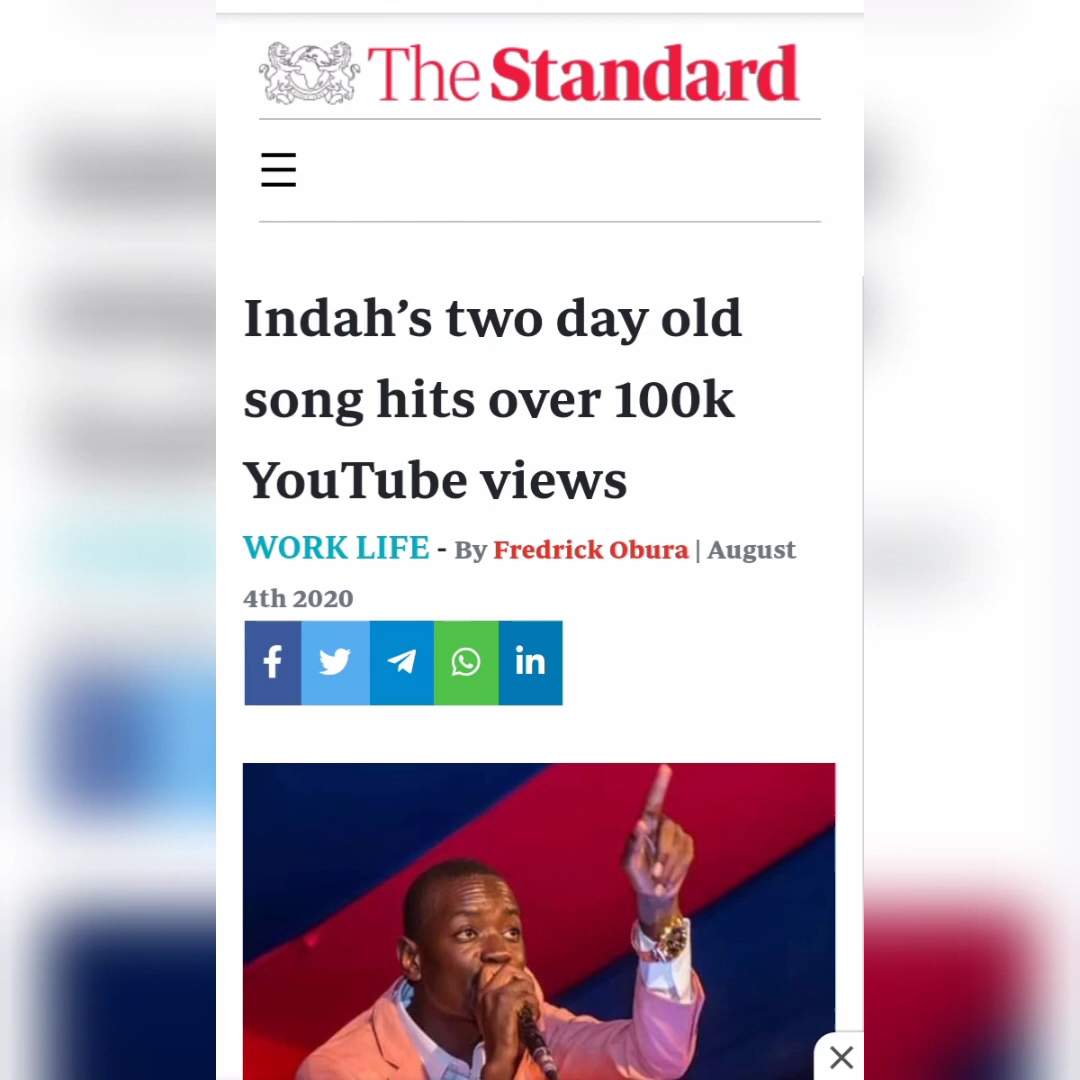 The Standard
Indah’s two day old
song hits over 100k
YouTube views
WORK LIFE - By Fredrick Obura | August
4th 2020